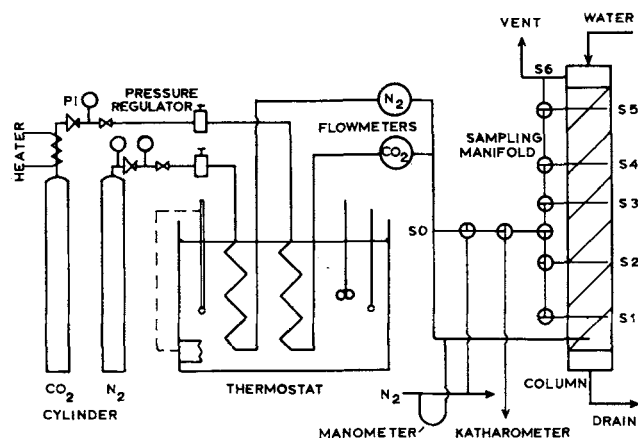 VENT
WATER
S6
PI
PRESSURE
REGULATOR
N2
FLOWMETERS
CO2
HEATER
SAMPLING
MANIFOLD
S5
S4
S3
SO
S2
S1
CO2
N2
CYLINDER
THERMOSTAT
N2
MANOMETER
KATHAROMETER
COLUMN
DRAIN